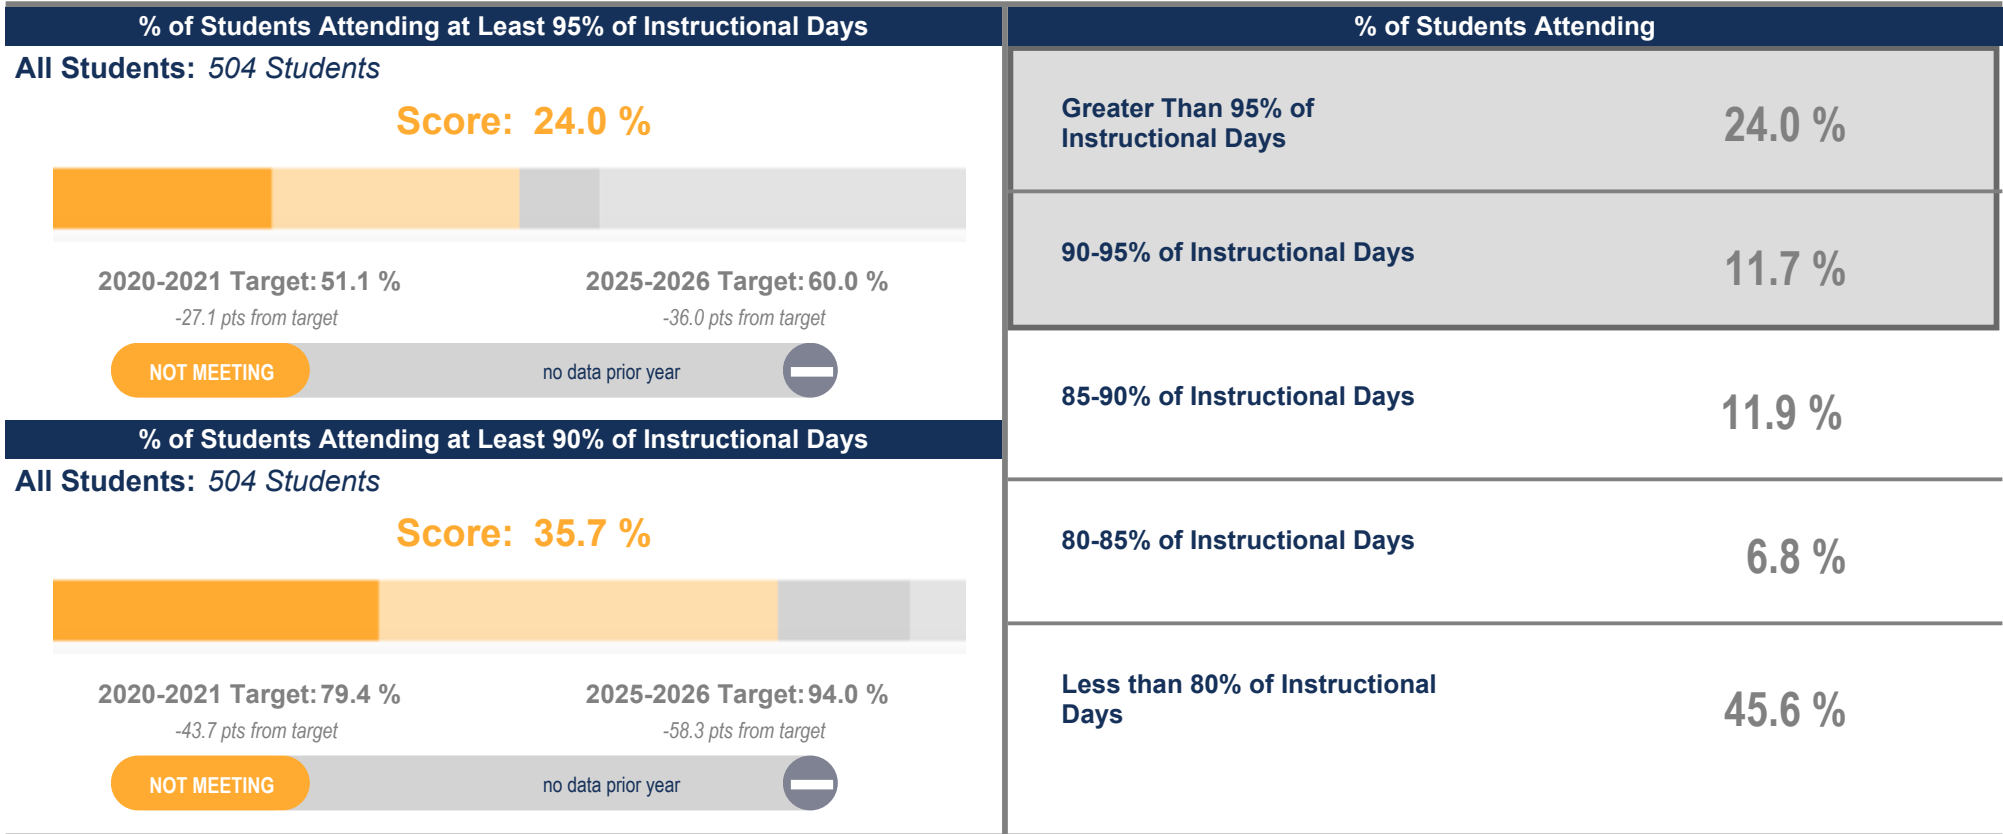 % of Students Attending at Least 95% of Instructional Days
All Students: 504 Students
Score: 24.0 %
2020-2021 Target: 51.1 %
-27.1 pts from target
2025-2026 Target: 60.0 %
-36.0 pts from target
NOT MEETING
no data prior year
% of Students Attending at Least 90% of Instructional Days
All Students: 504 Students
Score: 35.7 %
2020-2021 Target: 79.4 %
-43.7 pts from target
2025-2026 Target: 94.0 %
-58.3 pts from target
NOT MEETING
no data prior year
% of Students Attending
Greater Than 95% of
Instructional Days
24.0 %
90-95% of Instructional Days
11.7 %
85-90% of Instructional Days
11.9 %
80-85% of Instructional Days
6.8 %
Less than 80% of Instructional
Days
45.6 %